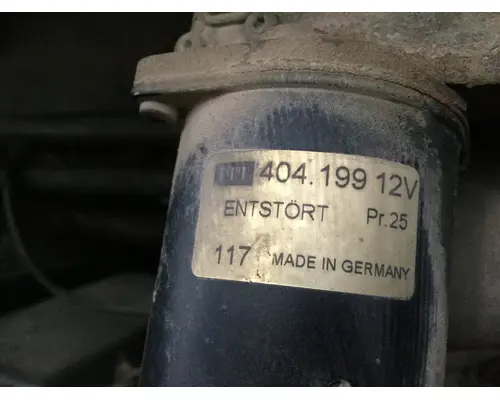 404.199 12V
ENTSTÖRT Pr.25
117 MADE IN GERMANY